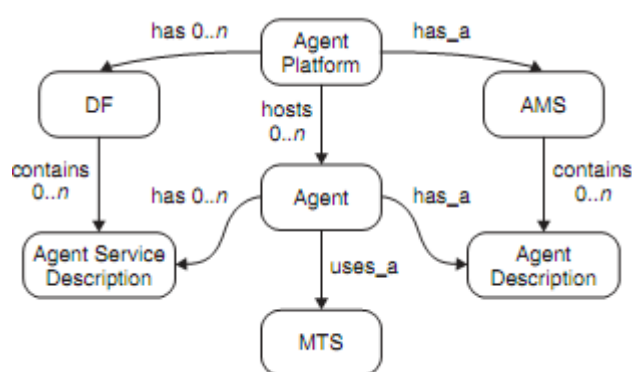 has 0..n
Agent
Platform
has_a
DF
hosts
0..n
AMS
contains
0..n
contains
0..n
has 0..n
Agent
has_a
Agent Service
Description
uses_a
Agent
Description
MTS